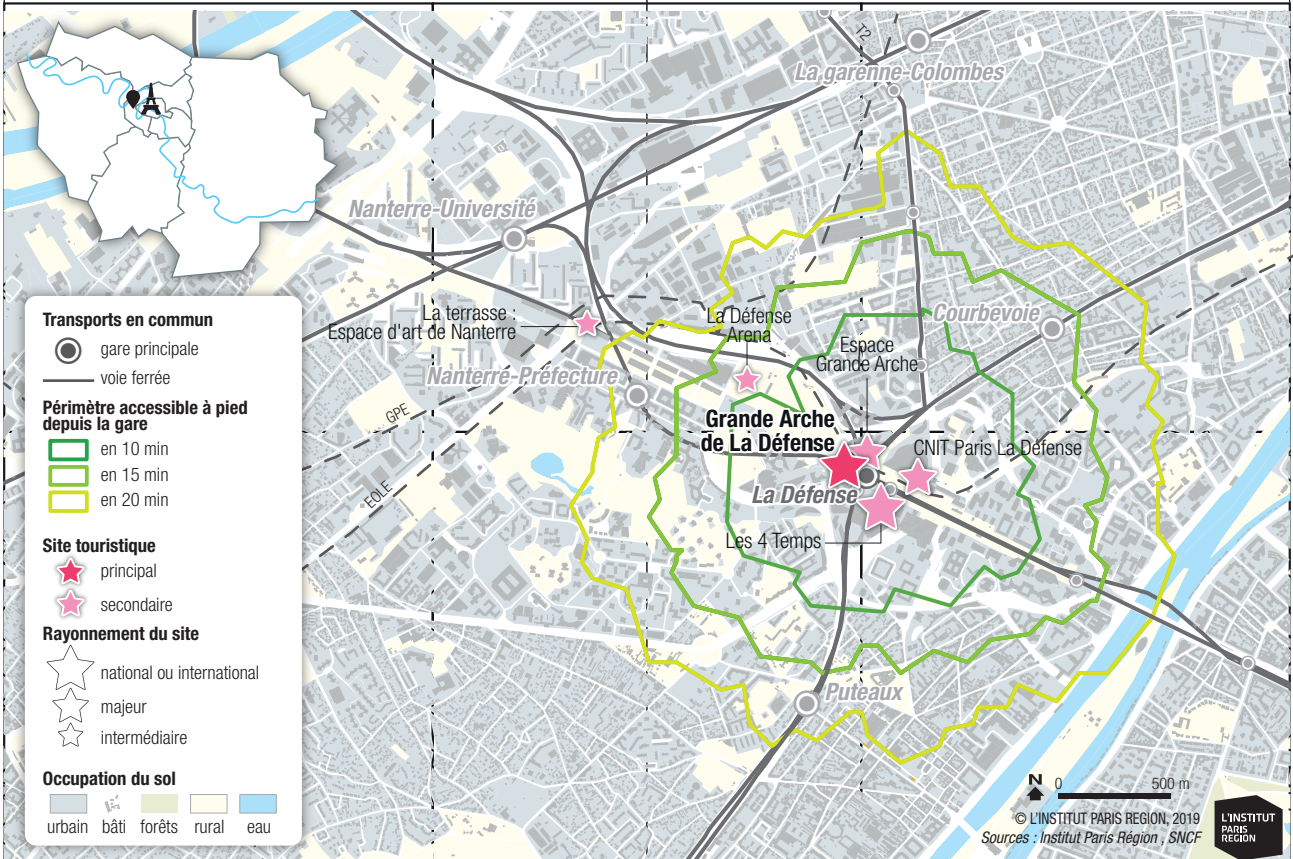 T2
La garenne-Colombes
Nanterre-Université
La terrasse :
Espace d'art de Nanterre
La Défense
Arena
Courbevoie
Espace
Grande Arche
Nanterre-Préfecture
GPE
Grande Arche
de La Défense
CNIT Paris La Défense
EOLE
La Défense
Les 4 Temps
Puteaux
Transports en commun
gare principale
voie ferrée
Périmètre accessible à pied
depuis la gare
en 10 min
en 15 min
en 20 min
Site touristique
principal
secondaire
Rayonnement du site
national ou international
majeur
intermédiaire
Occupation du sol
urbain bâti forêts rural eau
N 0 500 m
© L'INSTITUT PARIS REGION, 2019
Sources : Institut Paris Région , SNCF
L'INSTITUT
PARIS
REGION